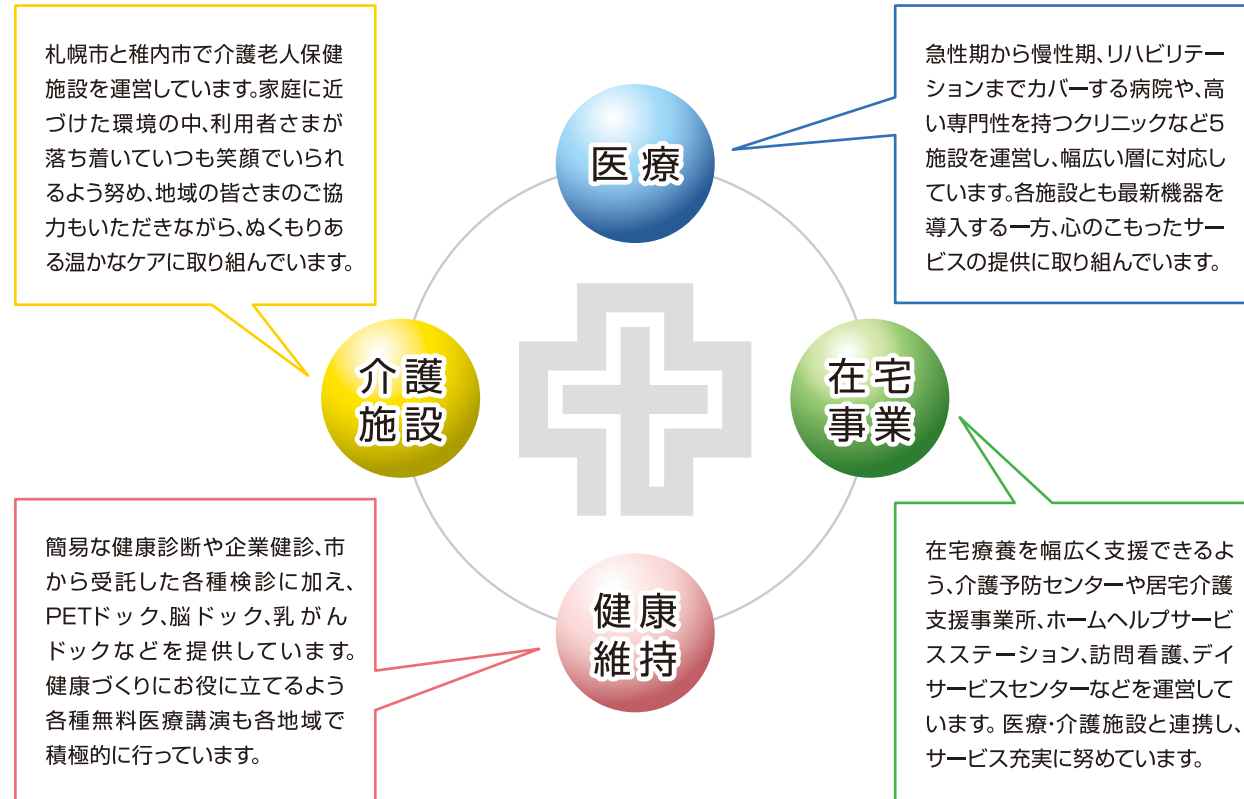 札幌市と稚内市で介護老人保健
施設を運営しています。家庭に近
づけた環境の中、利用者さまが
落ち着いていつも笑顔でいられ
るよう努め、地域の皆さまのご協
力もいただきながら、ぬくもりあ
る温かなケアに取り組んでいます。
医療
急性期から慢性期、リハビリテー
ションまでカバーする病院や、高
い専門性を持つクリニックなど5
施設を運営し、幅広い層に対応し
ています。各施設とも最新機器を
導入する一方、心のこもったサー
ビスの提供に取り組んでいます。
介護
施設
在宅
事業
簡易な健康診断や企業健診、市
から受託した各種検診に加え、
PETドック、脳ドック、乳がん
ドックなどを提供しています。
健康づくりにお役に立てるよう
各種無料医療講演も各地域で
積極的に行っています。
健康
維持
在宅療養を幅広く支援できるよ
う、介護予防センターや居宅介護
支援事業所、ホームヘルプサービ
スステーション、訪問看護、デイ
サービスセンターなどを運営して
います。医療・介護施設と連携し、
サービス充実に努めています。